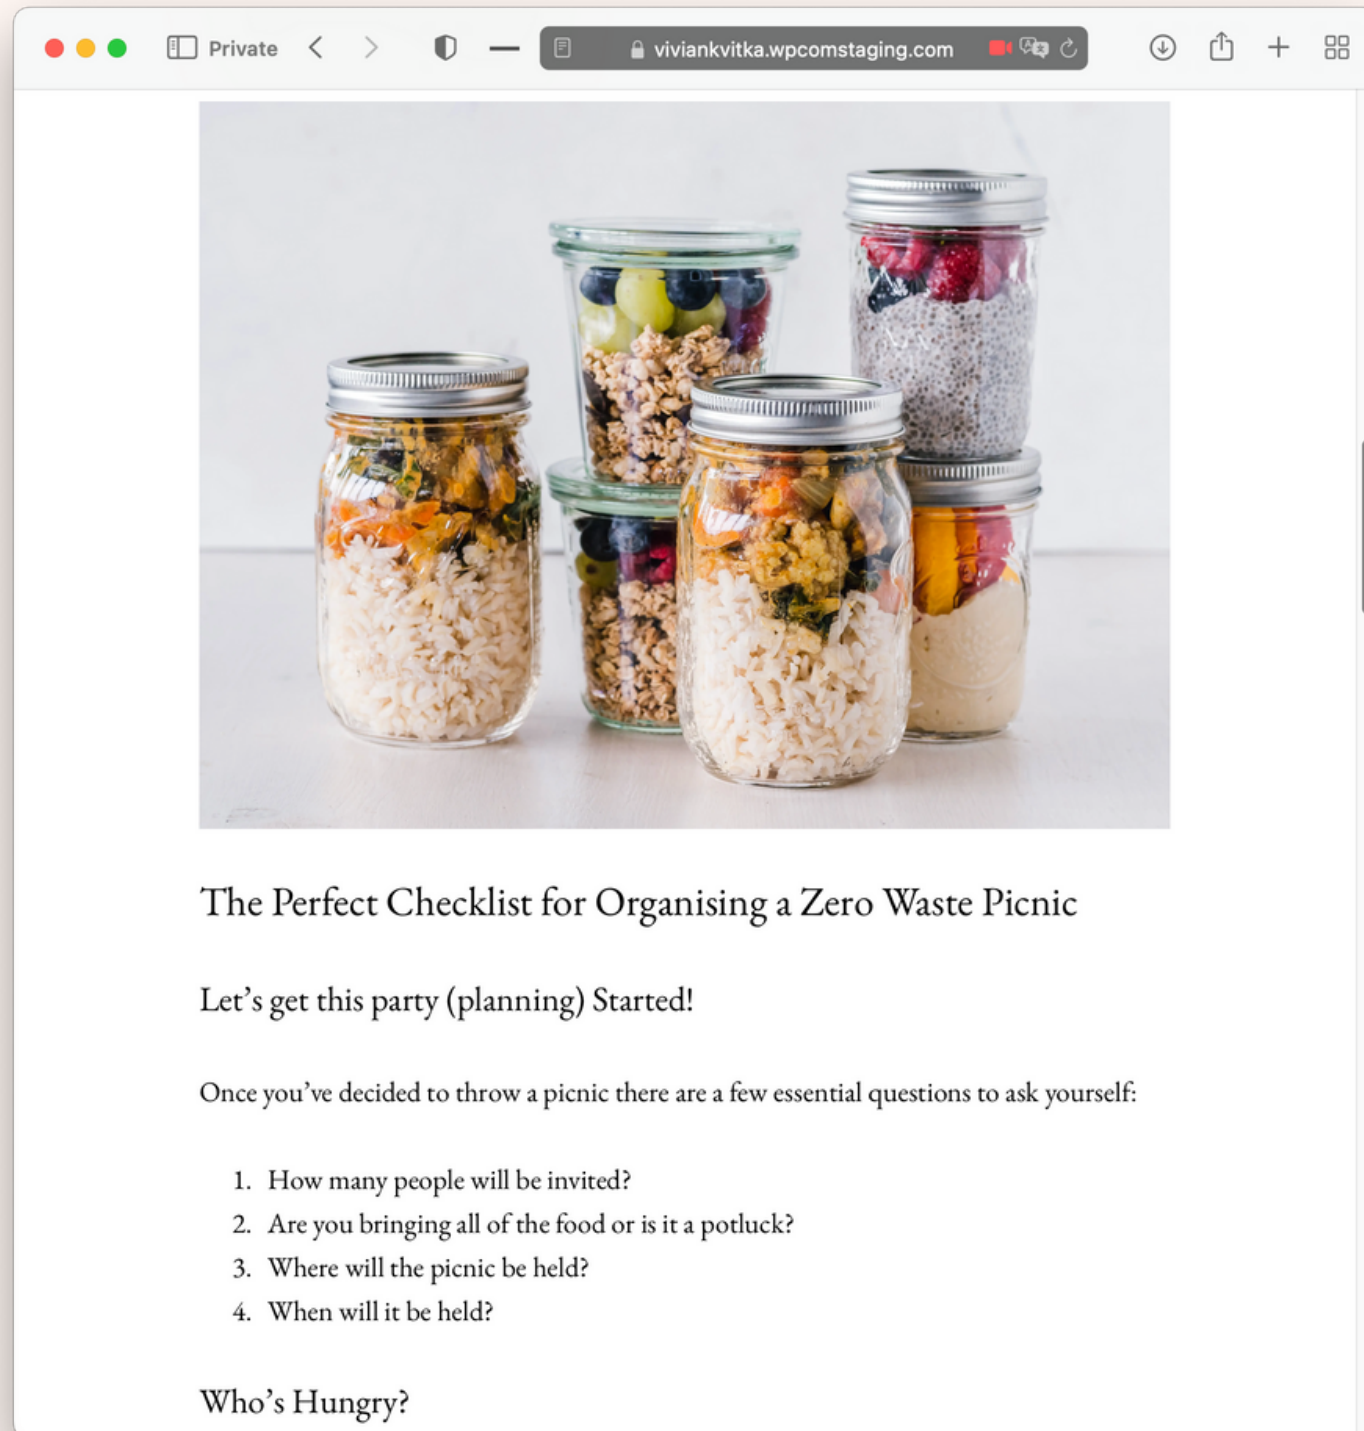 Private
viviankvitka.wpcomstaging.com
The Perfect Checklist for Organising a Zero Waste Picnic
Let’s get this party (planning) Started!
Once you’ve decided to throw a picnic there are a few essential questions to ask yourself:
1. How many people will be invited?
2. Are you bringing all of the food or is it a potluck?
3. Where will the picnic be held?
4. When will it be held?
Who’s Hungry?